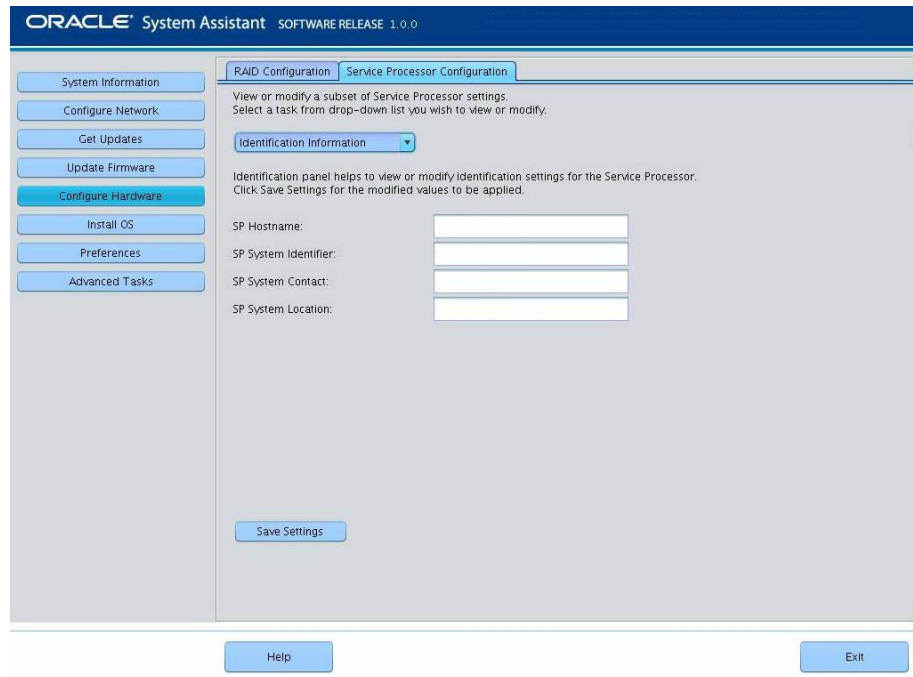 ORACLE® System Assistant SOFTWARE RELEASE 1.0.0
System Information
Configure Network
Get Updates
Update Firmware
Configure Hardware
Install OS
Preferences
Advanced Tasks
RAID Configuration
Service Processor Configuration
View or modify a subset of Service Processor settings.
Select a task from drop-down list you wish to view or modify.
Identification Information
Identification panel helps to view or modify identification settings for the Service Processor.
Click Save Settings for the modified values to be applied.
SP Hostname:
SP System Identifier:
SP System Contact:
SP System Location:
Save Settings
Help
Exit